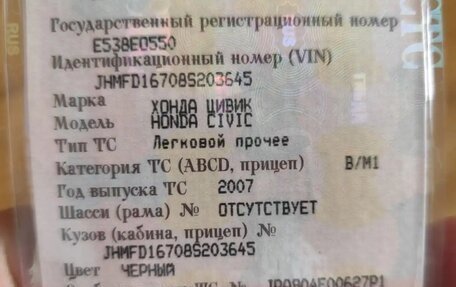 Государственный регистрационный номер
Е538ЕО550
Идентификационный номер (VIN)
JHMFD16708S203645
Марка ХОНДА ЦИВИК
Модель HONDA CIVIC
Тип ТС Легковой прочее
Категория ТС (ABCD, прицеп) B/M1
Год выпуска ТС 2007
Шасси (рама) № ОТСУТСТВУЕТ
Кузов (кабина, прицеп) №
JHMFD16708S203645
Цвет ЧЕРНЫЙ